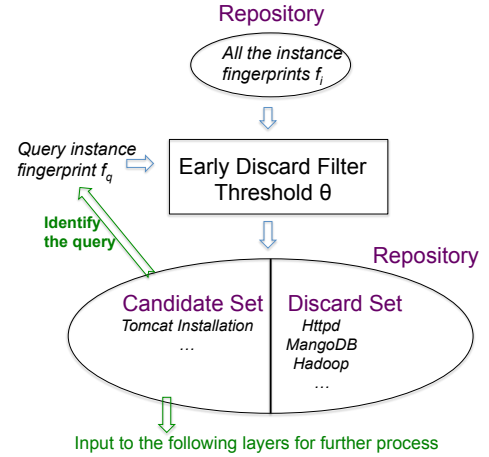 Repository
All the instance
fingerprints fi
Query instance
fingerprint fq
Early Discard Filter
Threshold θ
Identify
the query
Repository
Candidate Set
Tomcat Installation
...
Discard Set
Httpd
MangoDB
Hadoop
...
Input to the following layers for further process